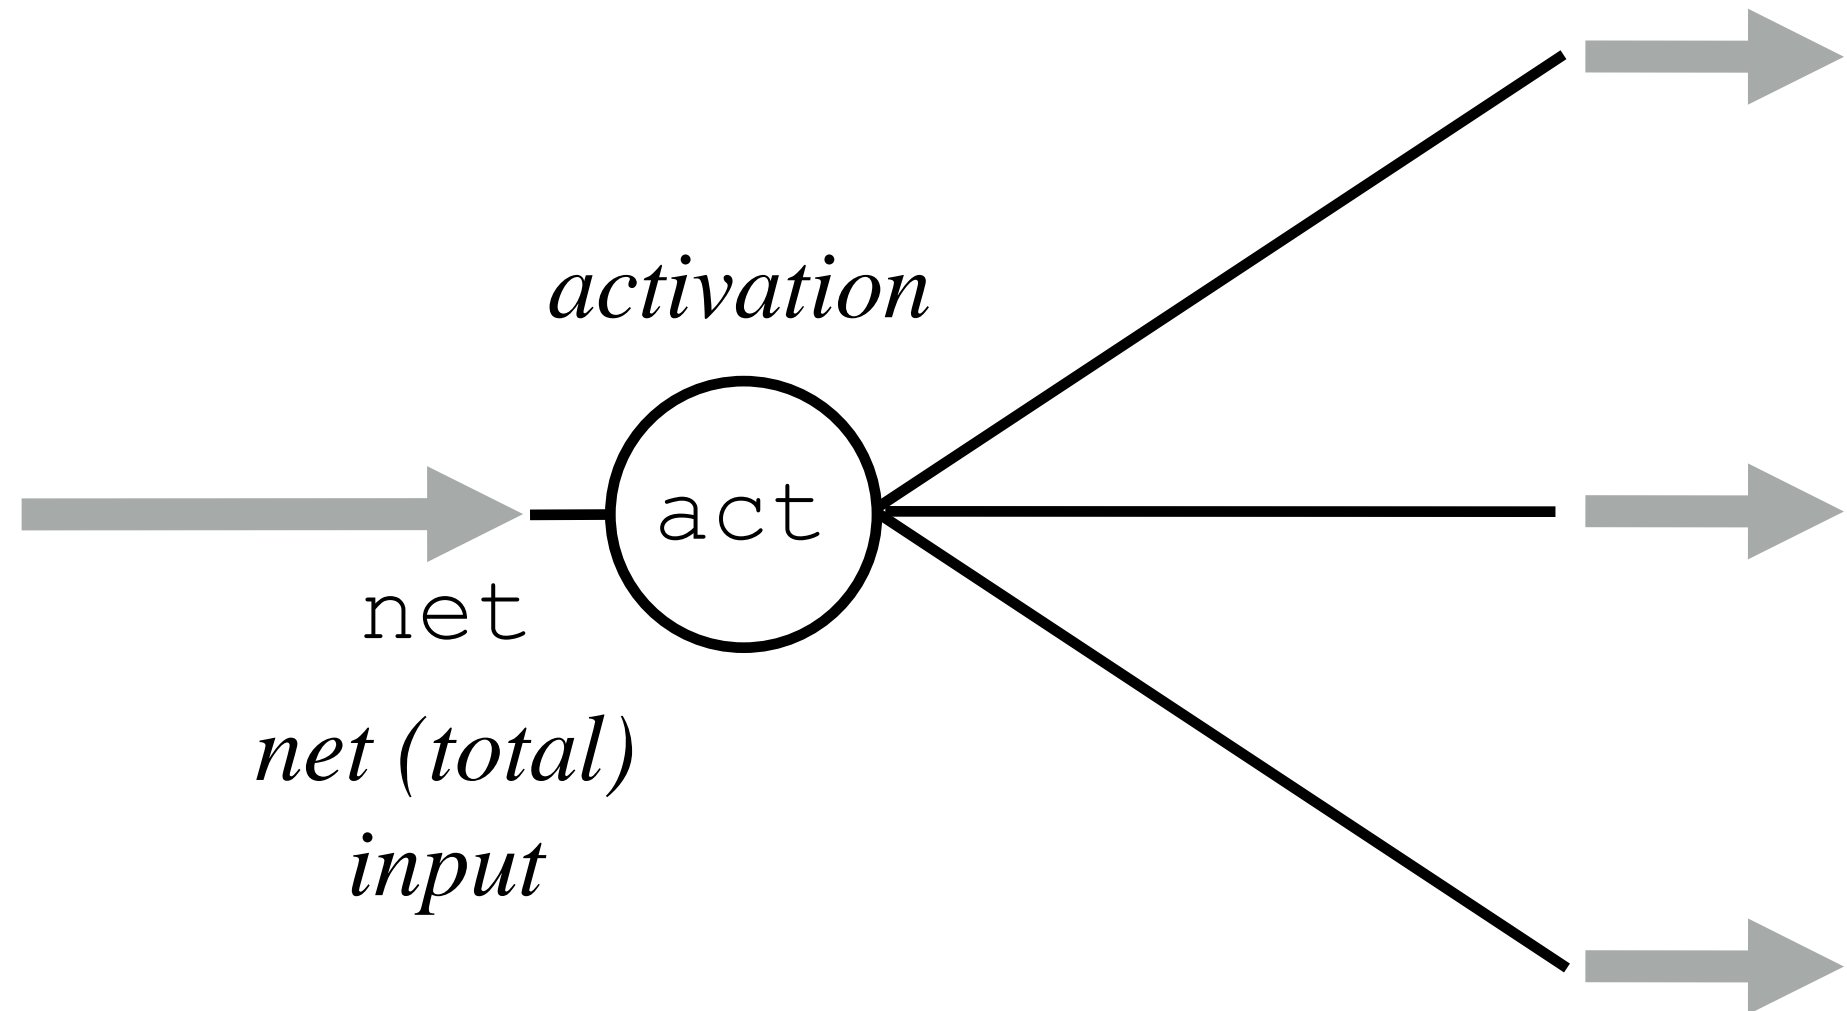 activation
act
net
net (total)
input